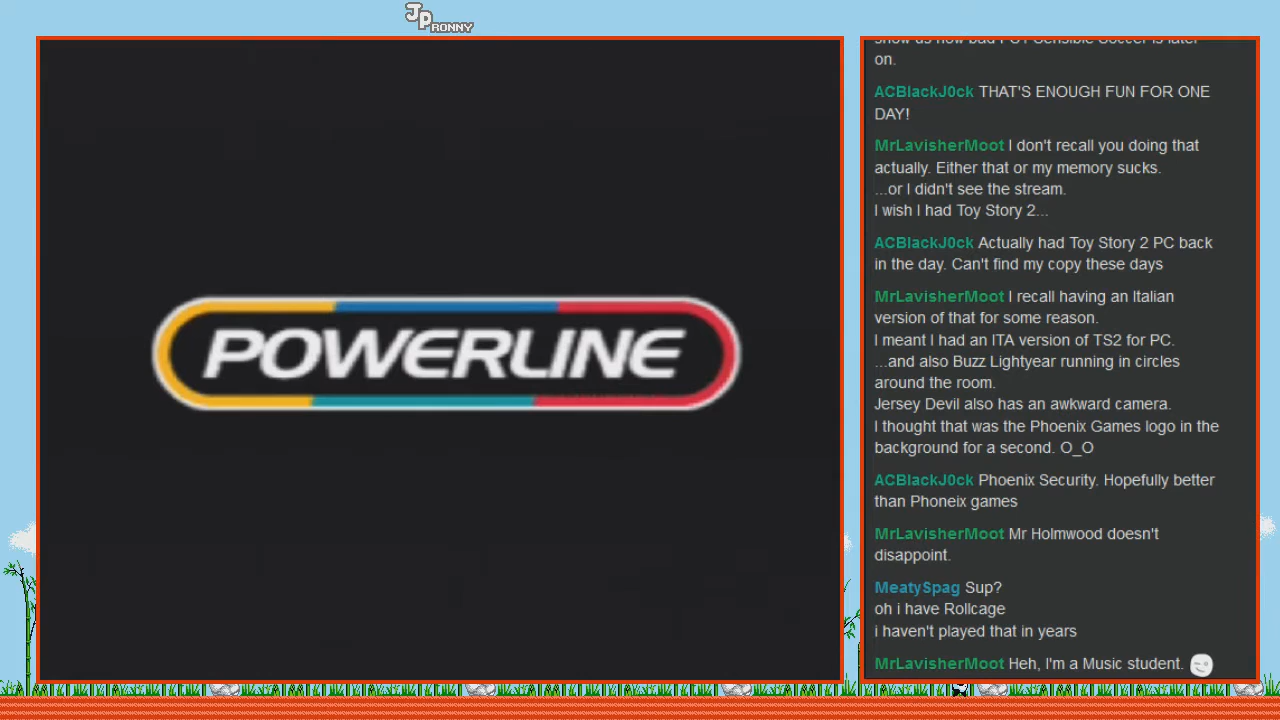 JPRONNY
POWERLINE
on.
ACBlackJ0ck THAT'S ENOUGH FUN FOR ONE
DAY!
MrLavisherMoot I don't recall you doing that
actually. Either that or my memory sucks.
...or I didn't see the stream.
I wish I had Toy Story 2...
ACBlackJ0ck Actually had Toy Story 2 PC back
in the day. Can't find my copy these days
MrLavisherMoot I recall having an Italian
version of that for some reason.
I meant I had an ITA version of TS2 for PC.
...and also Buzz Lightyear running in circles
around the room.
Jersey Devil also has an awkward camera.
I thought that was the Phoenix Games logo in the
background for a second. O_O
ACBlackJ0ck Phoenix Security. Hopefully better
than Phoneix games
MrLavisherMoot Mr Holmwood doesn't
disappoint.
MeatySpag Sup?
oh i have Rollcage
i haven't played that in years
MrLavisherMoot Heh, I'm a Music student.